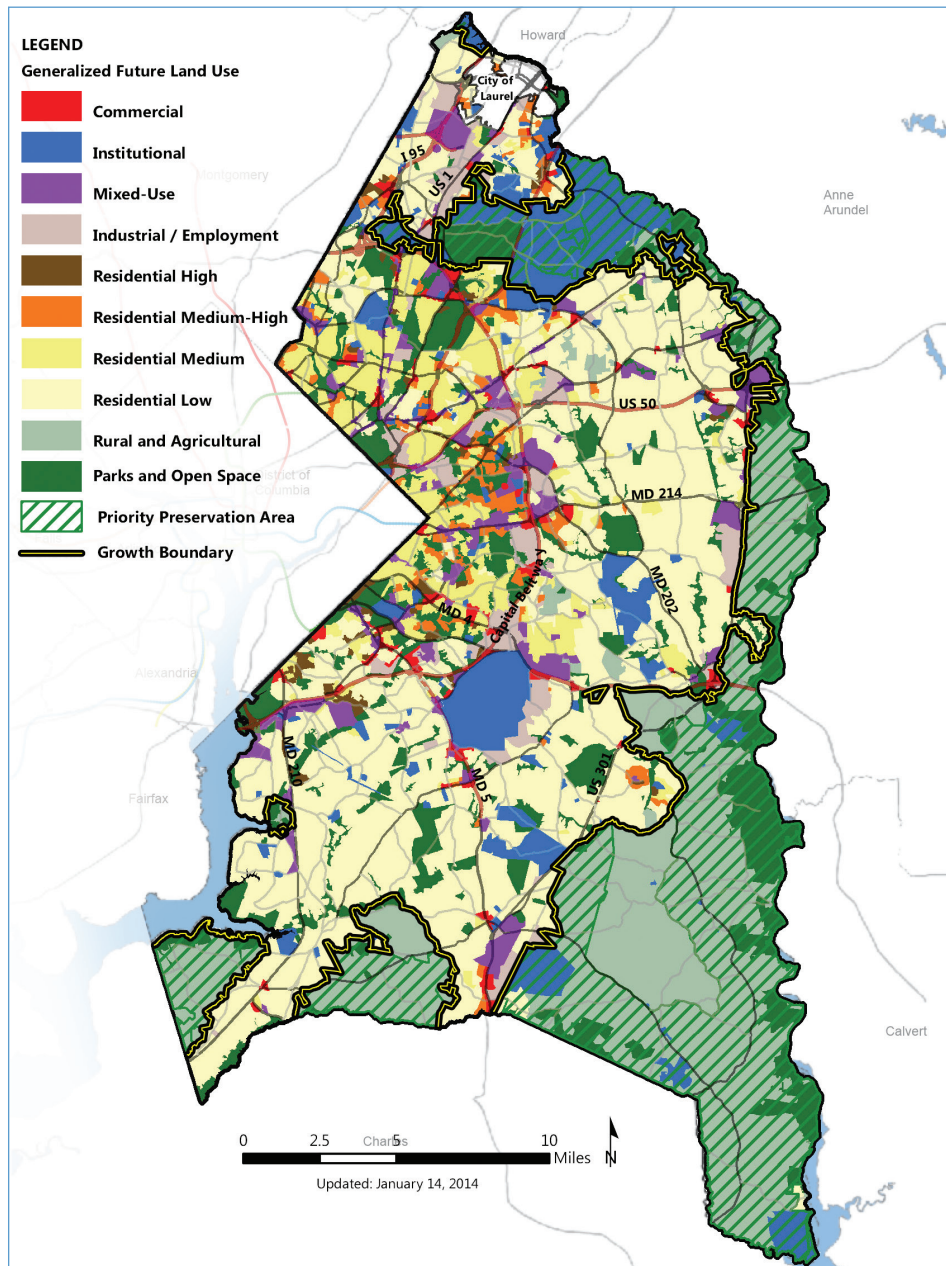 LEGEND
Generalized Future Land Use
Commercial
Institutional
Mixed-Use
Industrial / Employment
Residential High
Residential Medium-High
Residential Medium
Residential Low
Rural and Agricultural
Parks and Open Space
Priority Preservation Area
Growth Boundary
Howard
City of
Laurel
I 95
US 1
Montgomery
Anne
Arundel
US 50
District of
Columbia
MD 214
Capital Beltway
MD 202
MD 4
Alexandria
MD 210
MD 5
US 301
Fairfax
Calvert
Charles
0 2.5 5 10
Miles N
Updated: January 14, 2014